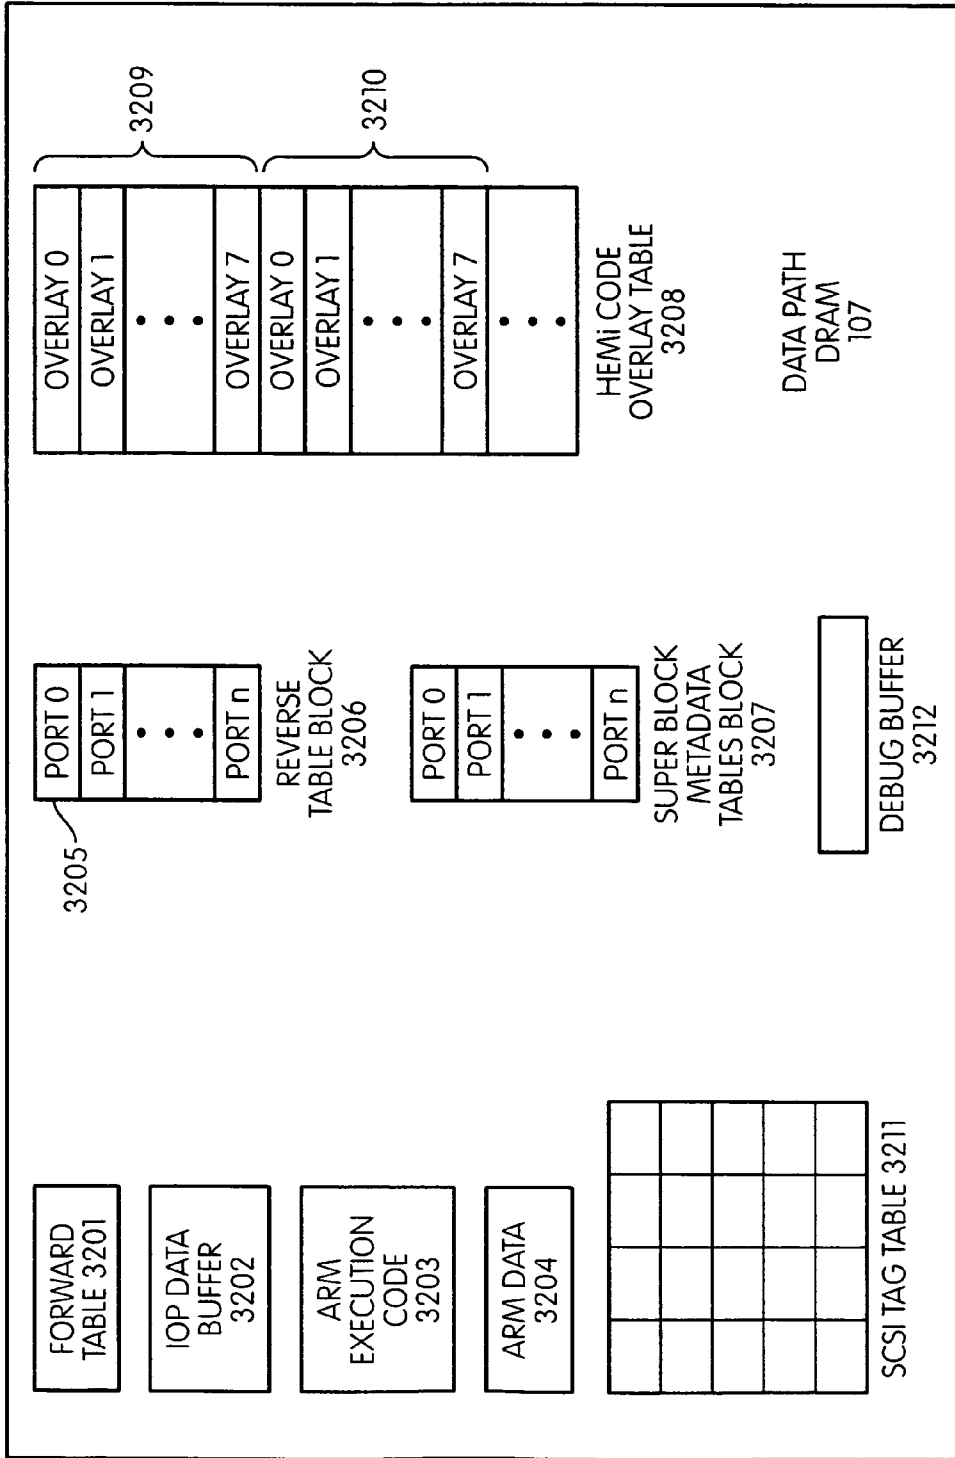 FORWARD
TABLE 3201
IOP DATA
BUFFER
3202
ARM
EXECUTION
CODE
3203
ARM DATA
3204
SCSI TAG TABLE 3211
3205
PORT 0
PORT 1
PORT n
REVERSE
TABLE BLOCK
3206
PORT 0
PORT 1
PORT n
SUPER BLOCK
METADATA
TABLES BLOCK
3207
DEBUG BUFFER
3212
OVERLAY 0
OVERLAY 1
OVERLAY 7
OVERLAY 0
OVERLAY 1
OVERLAY 7
3209
3210
HEMi CODE
OVERLAY TABLE
3208
DATA PATH
DRAM
107